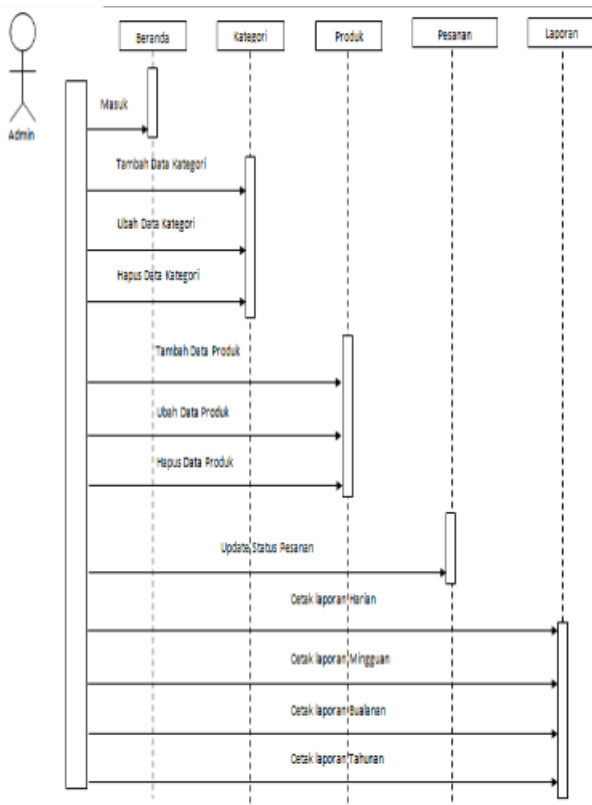 Beranda
Kategori
Produk
Pesanan
Laporan
Admin
Masuk
Tambah Data Kategori
Ubah Data Kategori
Hapus Data Kategori
Tambah Data Produk
Ubah Data Produk
Hapus Data Produk
Update Status Pesanan
Cetak laporan Harian
Cetak laporan Mingguan
Cetak laporan Bualanan
Cetak laporan Tahunan